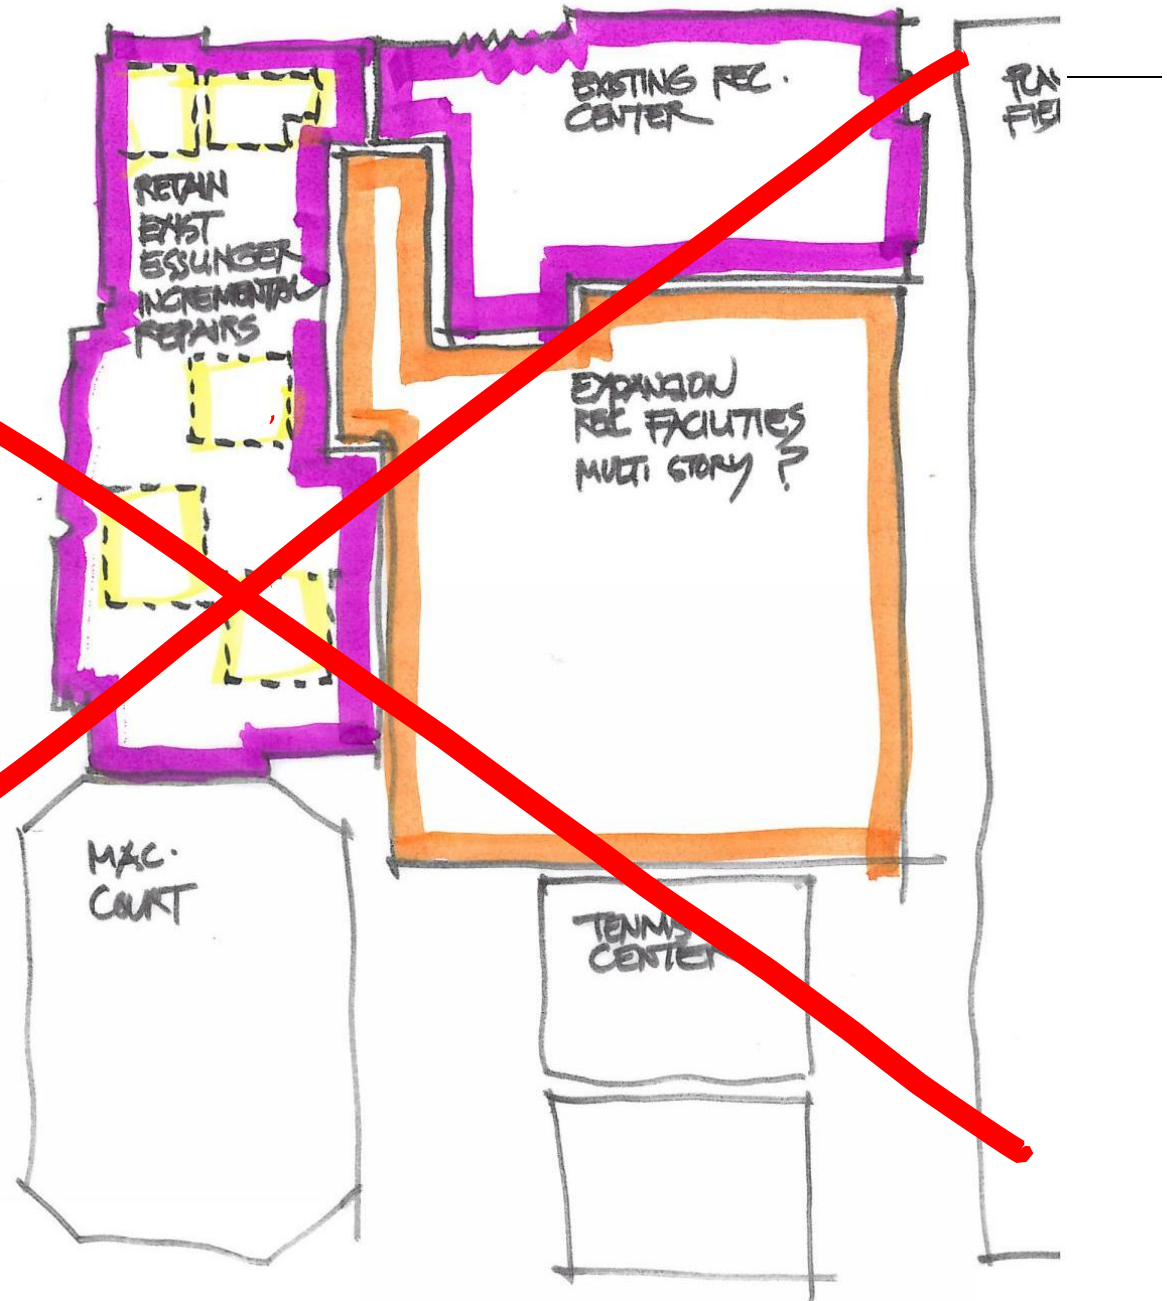 EXISTING REC.
CENTER
RETAIN
EXIST
ESSLINGER
INCREMENTAL
REPAIRS
EXPANSION
REC FACILITIES
MULTI STORY ?
MAC.
COURT
TENNIS
CENTER